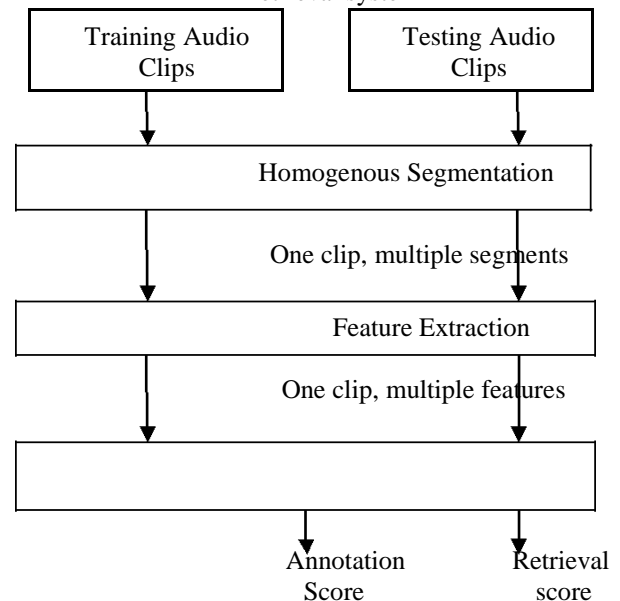 Training Audio
Clips
Testing Audio
Clips
Homogenous Segmentation
One clip, multiple segments
Feature Extraction
One clip, multiple features
Annotation
Score
Retrieval
score